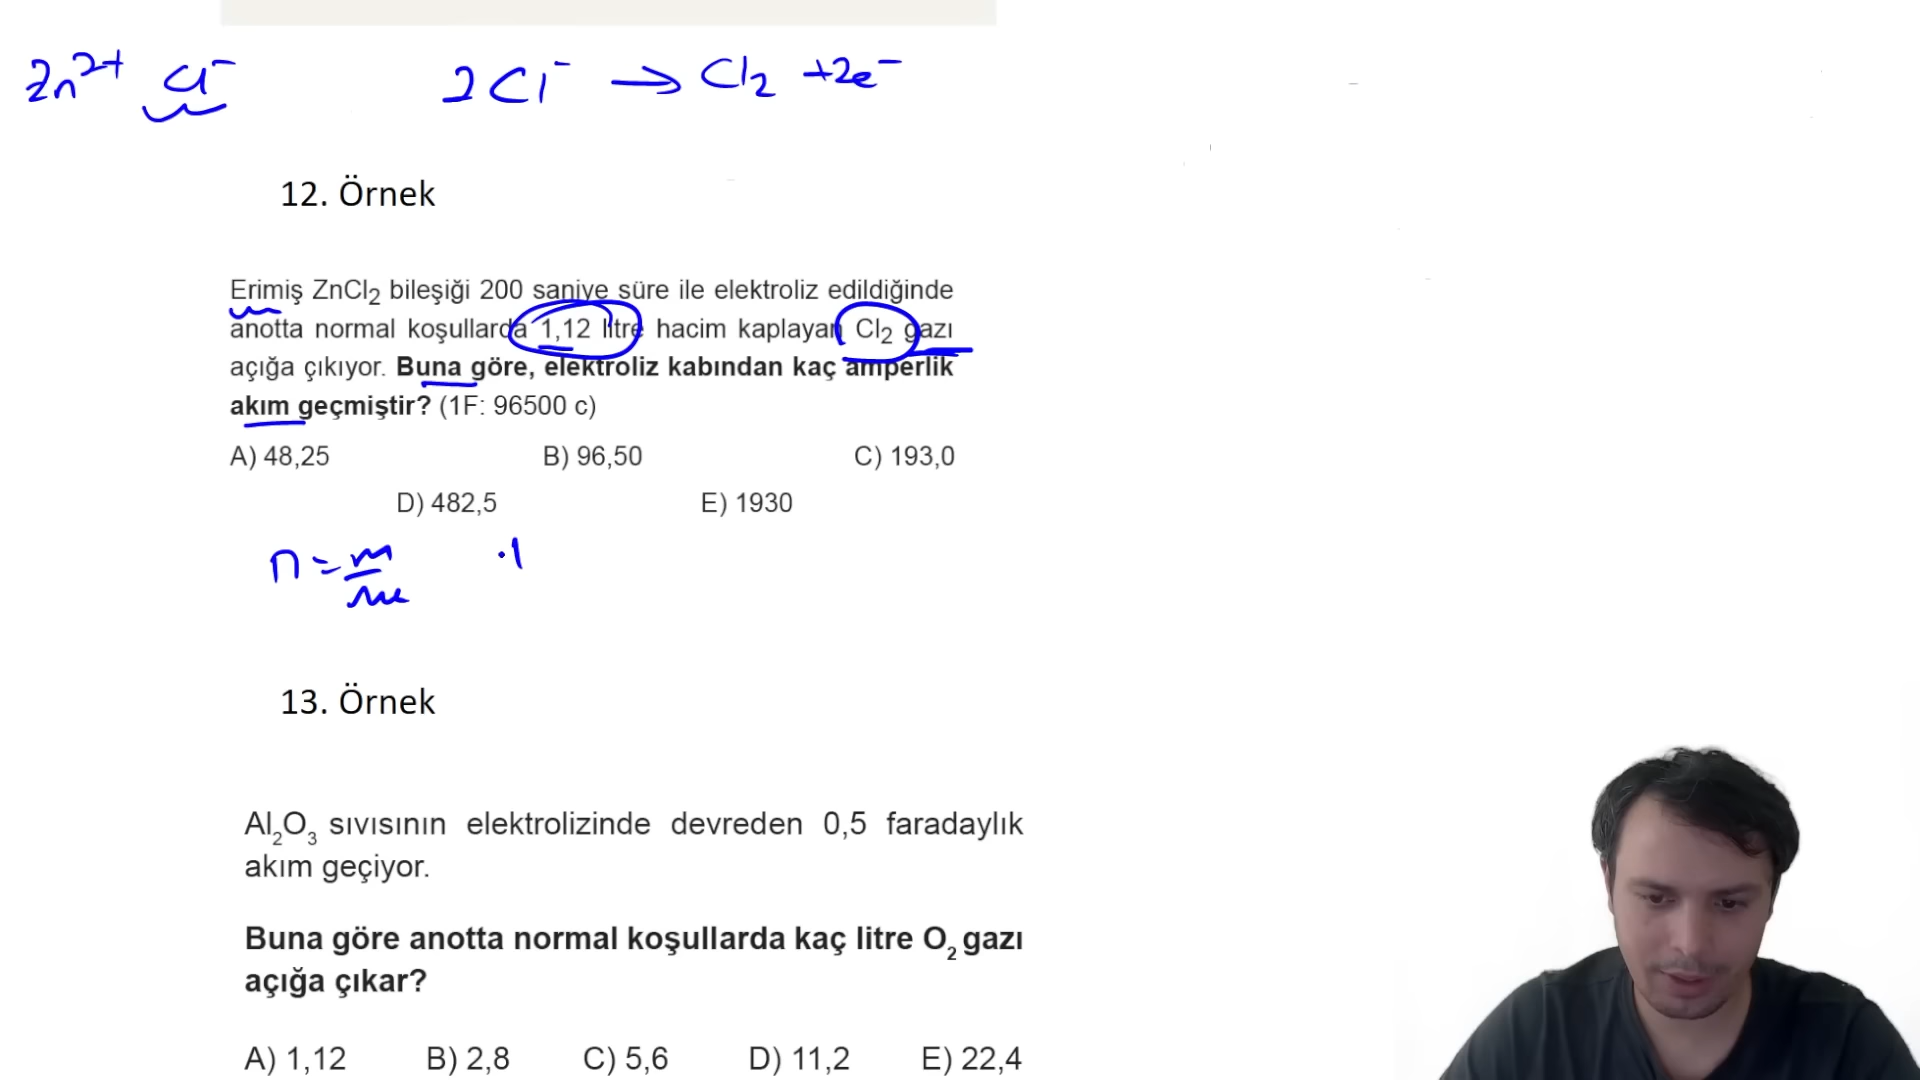 Zn²⁺ Cl⁻ 2Cl⁻ → Cl₂ +2e⁻
12. Örnek
Erimiş ZnCl₂ bileşiği 200 saniye süre ile elektroliz edildiğinde
anotta normal koşullarda 1,12 litre hacim kaplayan Cl₂ gazı
açığa çıkıyor. Buna göre, elektroliz kabından kaç amperlik
akım geçmiştir? (1F: 96500 c)
A) 48,25 B) 96,50 C) 193,0
D) 482,5 E) 1930
n = m ·1
13. Örnek
Al₂O₃ sıvısının elektrolizinde devreden 0,5 faradaylık
akım geçiyor.
Buna göre anotta normal koşullarda kaç litre O₂ gazı
açığa çıkar?
A) 1,12 B) 2,8 C) 5,6 D) 11,2 E) 22,4